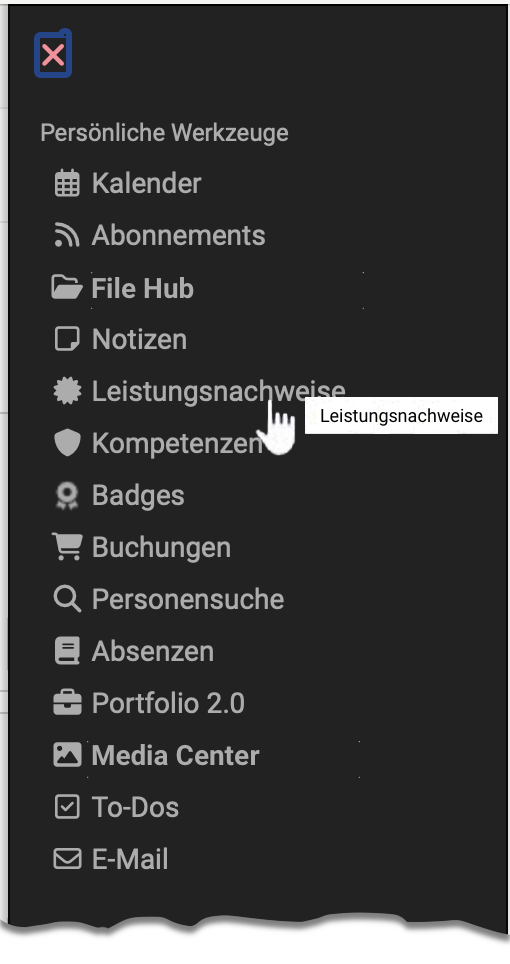 Persönliche Werkzeuge
Kalender
Abonnements
File Hub
Notizen
Leistungsnachweise
Leistungsnachweise
Kompetenzen
Badges
Buchungen
Personensuche
Absenzen
Portfolio 2.0
Media Center
To-Dos
E-Mail